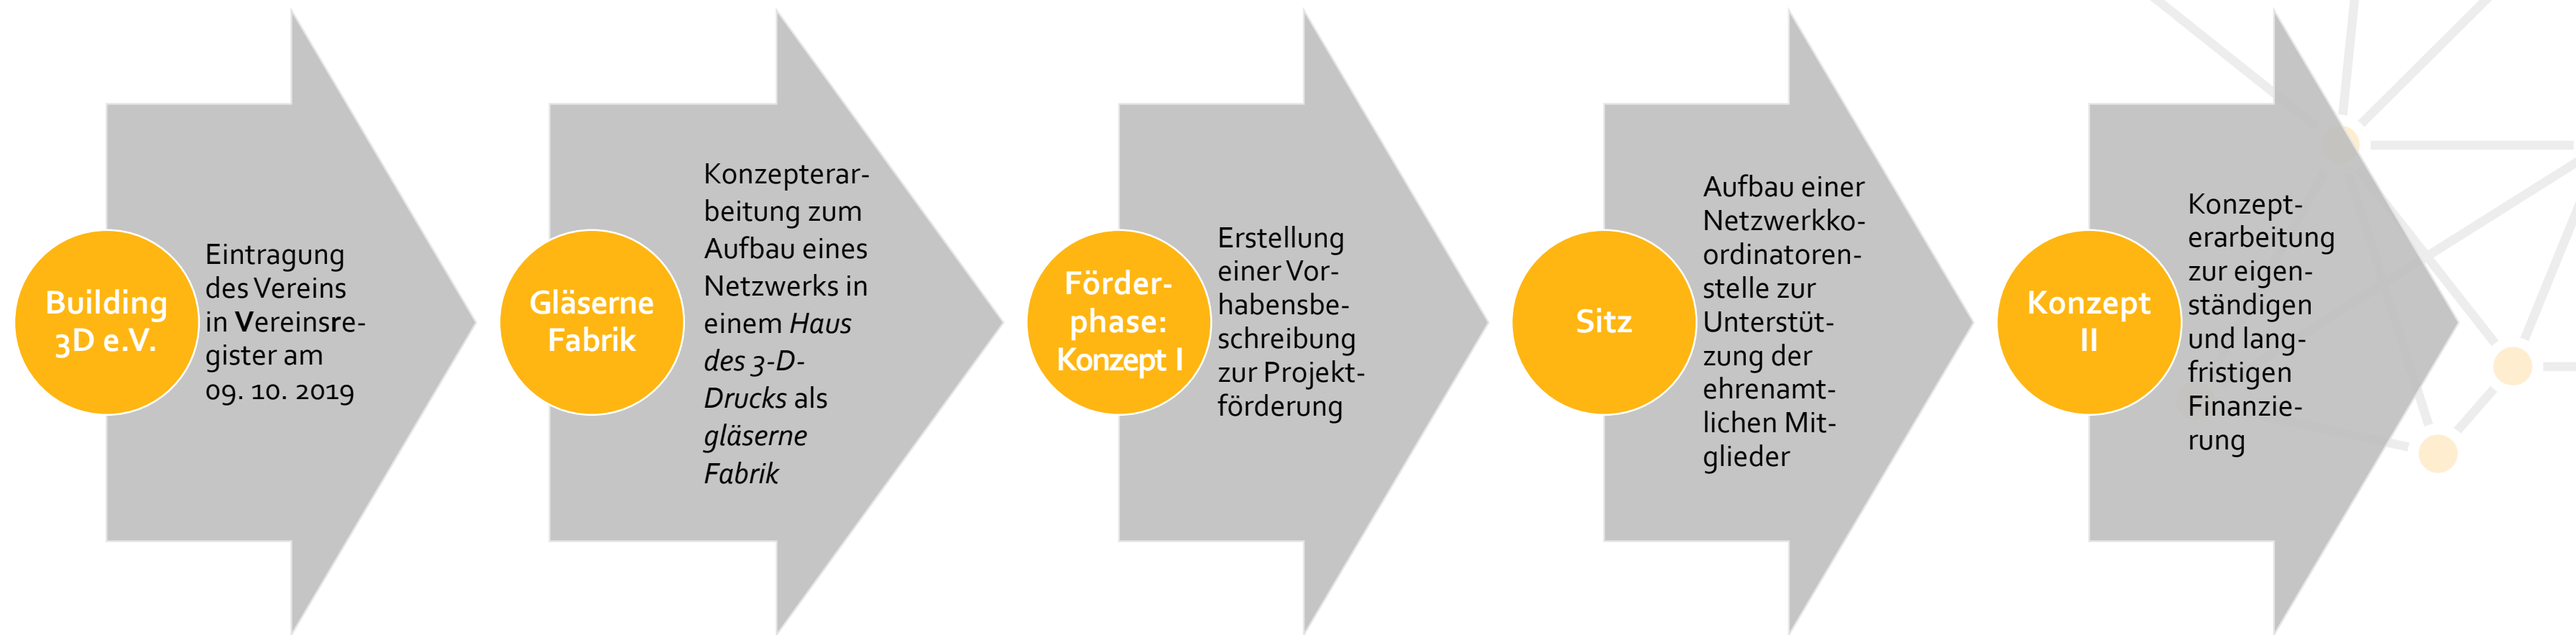 Building
3D e.V.
Eintragung
des Vereins
in Vereinsre-
gister am
09. 10. 2019
Gläserne
Fabrik
Konzepterar-
beitung zum
Aufbau eines
Netzwerks in
einem Haus
des 3-D-
Drucks als
gläserne
Fabrik
Förder-
phase:
Konzept I
Erstellung
einer Vor-
habensbe-
schreibung
zur Projekt-
förderung
Sitz
Aufbau einer
Netzwerkko-
ordinatoren-
stelle zur
Unterstüt-
zung der
ehrenamt-
lichen Mit-
glieder
Konzept
II
Konzept-
erarbeitung
zur eigen-
ständigen
und lang-
fristigen
Finanzie-
rung